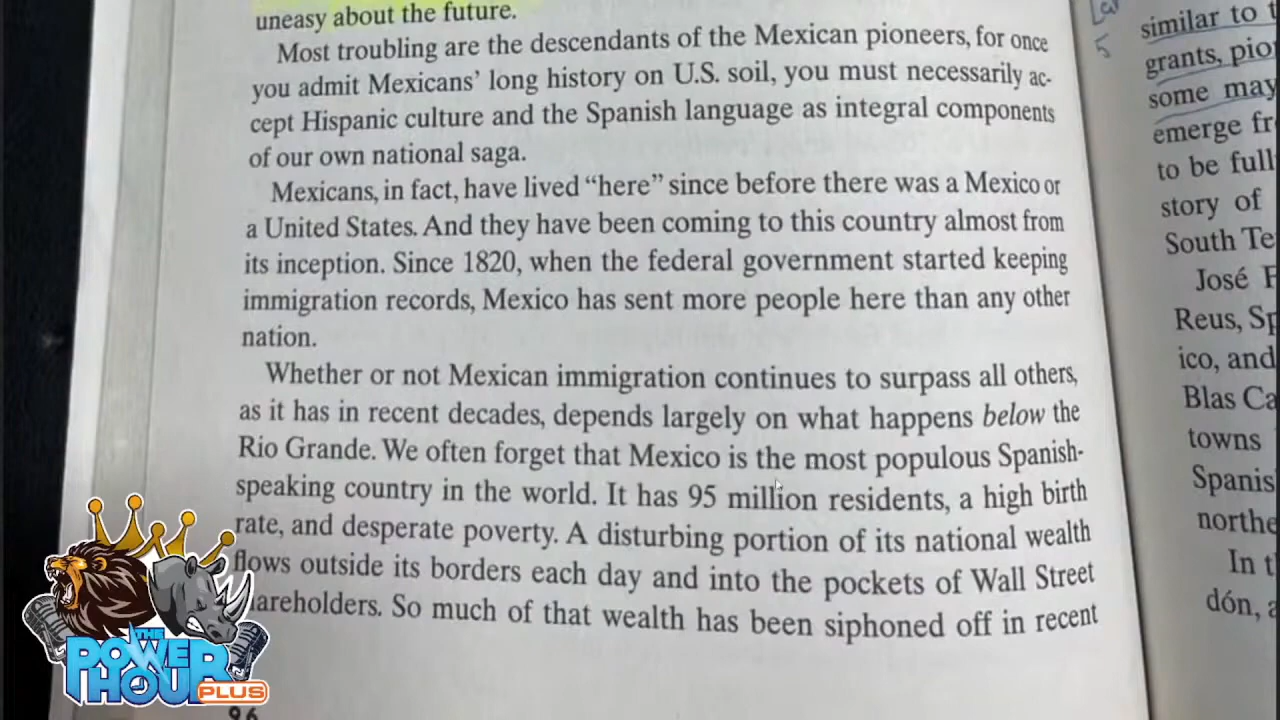 uneasy about the future.
Most troubling are the descendants of the Mexican pioneers, for once
you admit Mexicans' long history on U.S. soil, you must necessarily ac-
cept Hispanic culture and the Spanish language as integral components
of our own national saga.
Mexicans, in fact, have lived “here” since before there was a Mexico or
a United States. And they have been coming to this country almost from
its inception. Since 1820, when the federal government started keeping
immigration records, Mexico has sent more people here than any other
nation.
Whether or not Mexican immigration continues to surpass all others,
as it has in recent decades, depends largely on what happens below the
Rio Grande. We often forget that Mexico is the most populous Spanish-
speaking country in the world. It has 95 million residents, a high birth
rate, and desperate poverty. A disturbing portion of its national wealth
flows outside its borders each day and into the pockets of Wall Street
So much of that wealth has been siphoned off in recent
96
similar to
grants,
some may
emerge
to be
story of
South
José
Reus,
ico, and
Blas
towns
In
THE
POWER
HOUR
PLUS